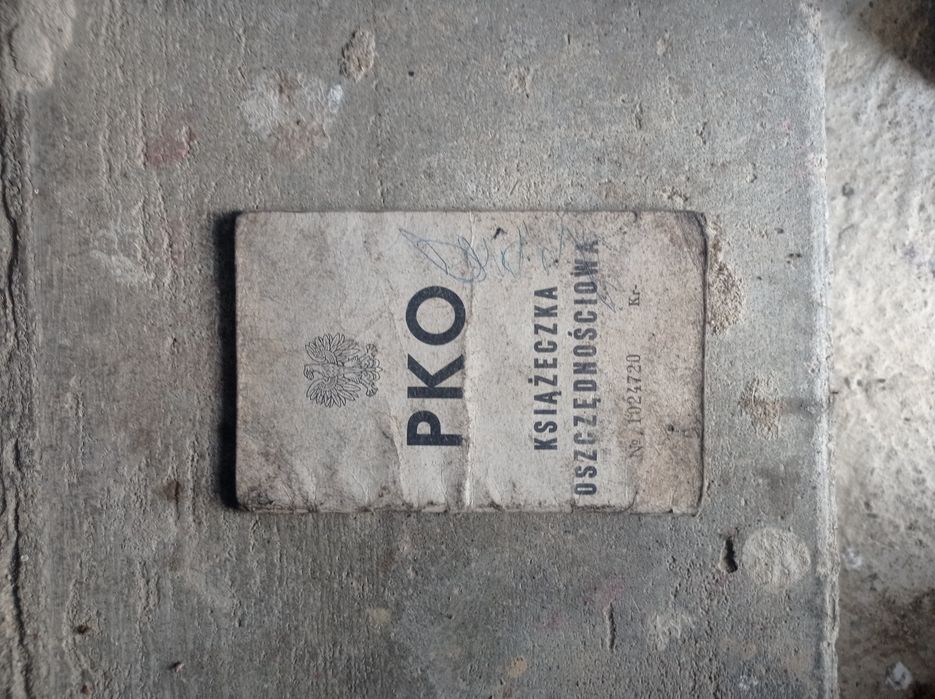 PKO
KSIĄŻECZKA
OSZCZĘDNOŚCIOWA
No 1024720 Kr-